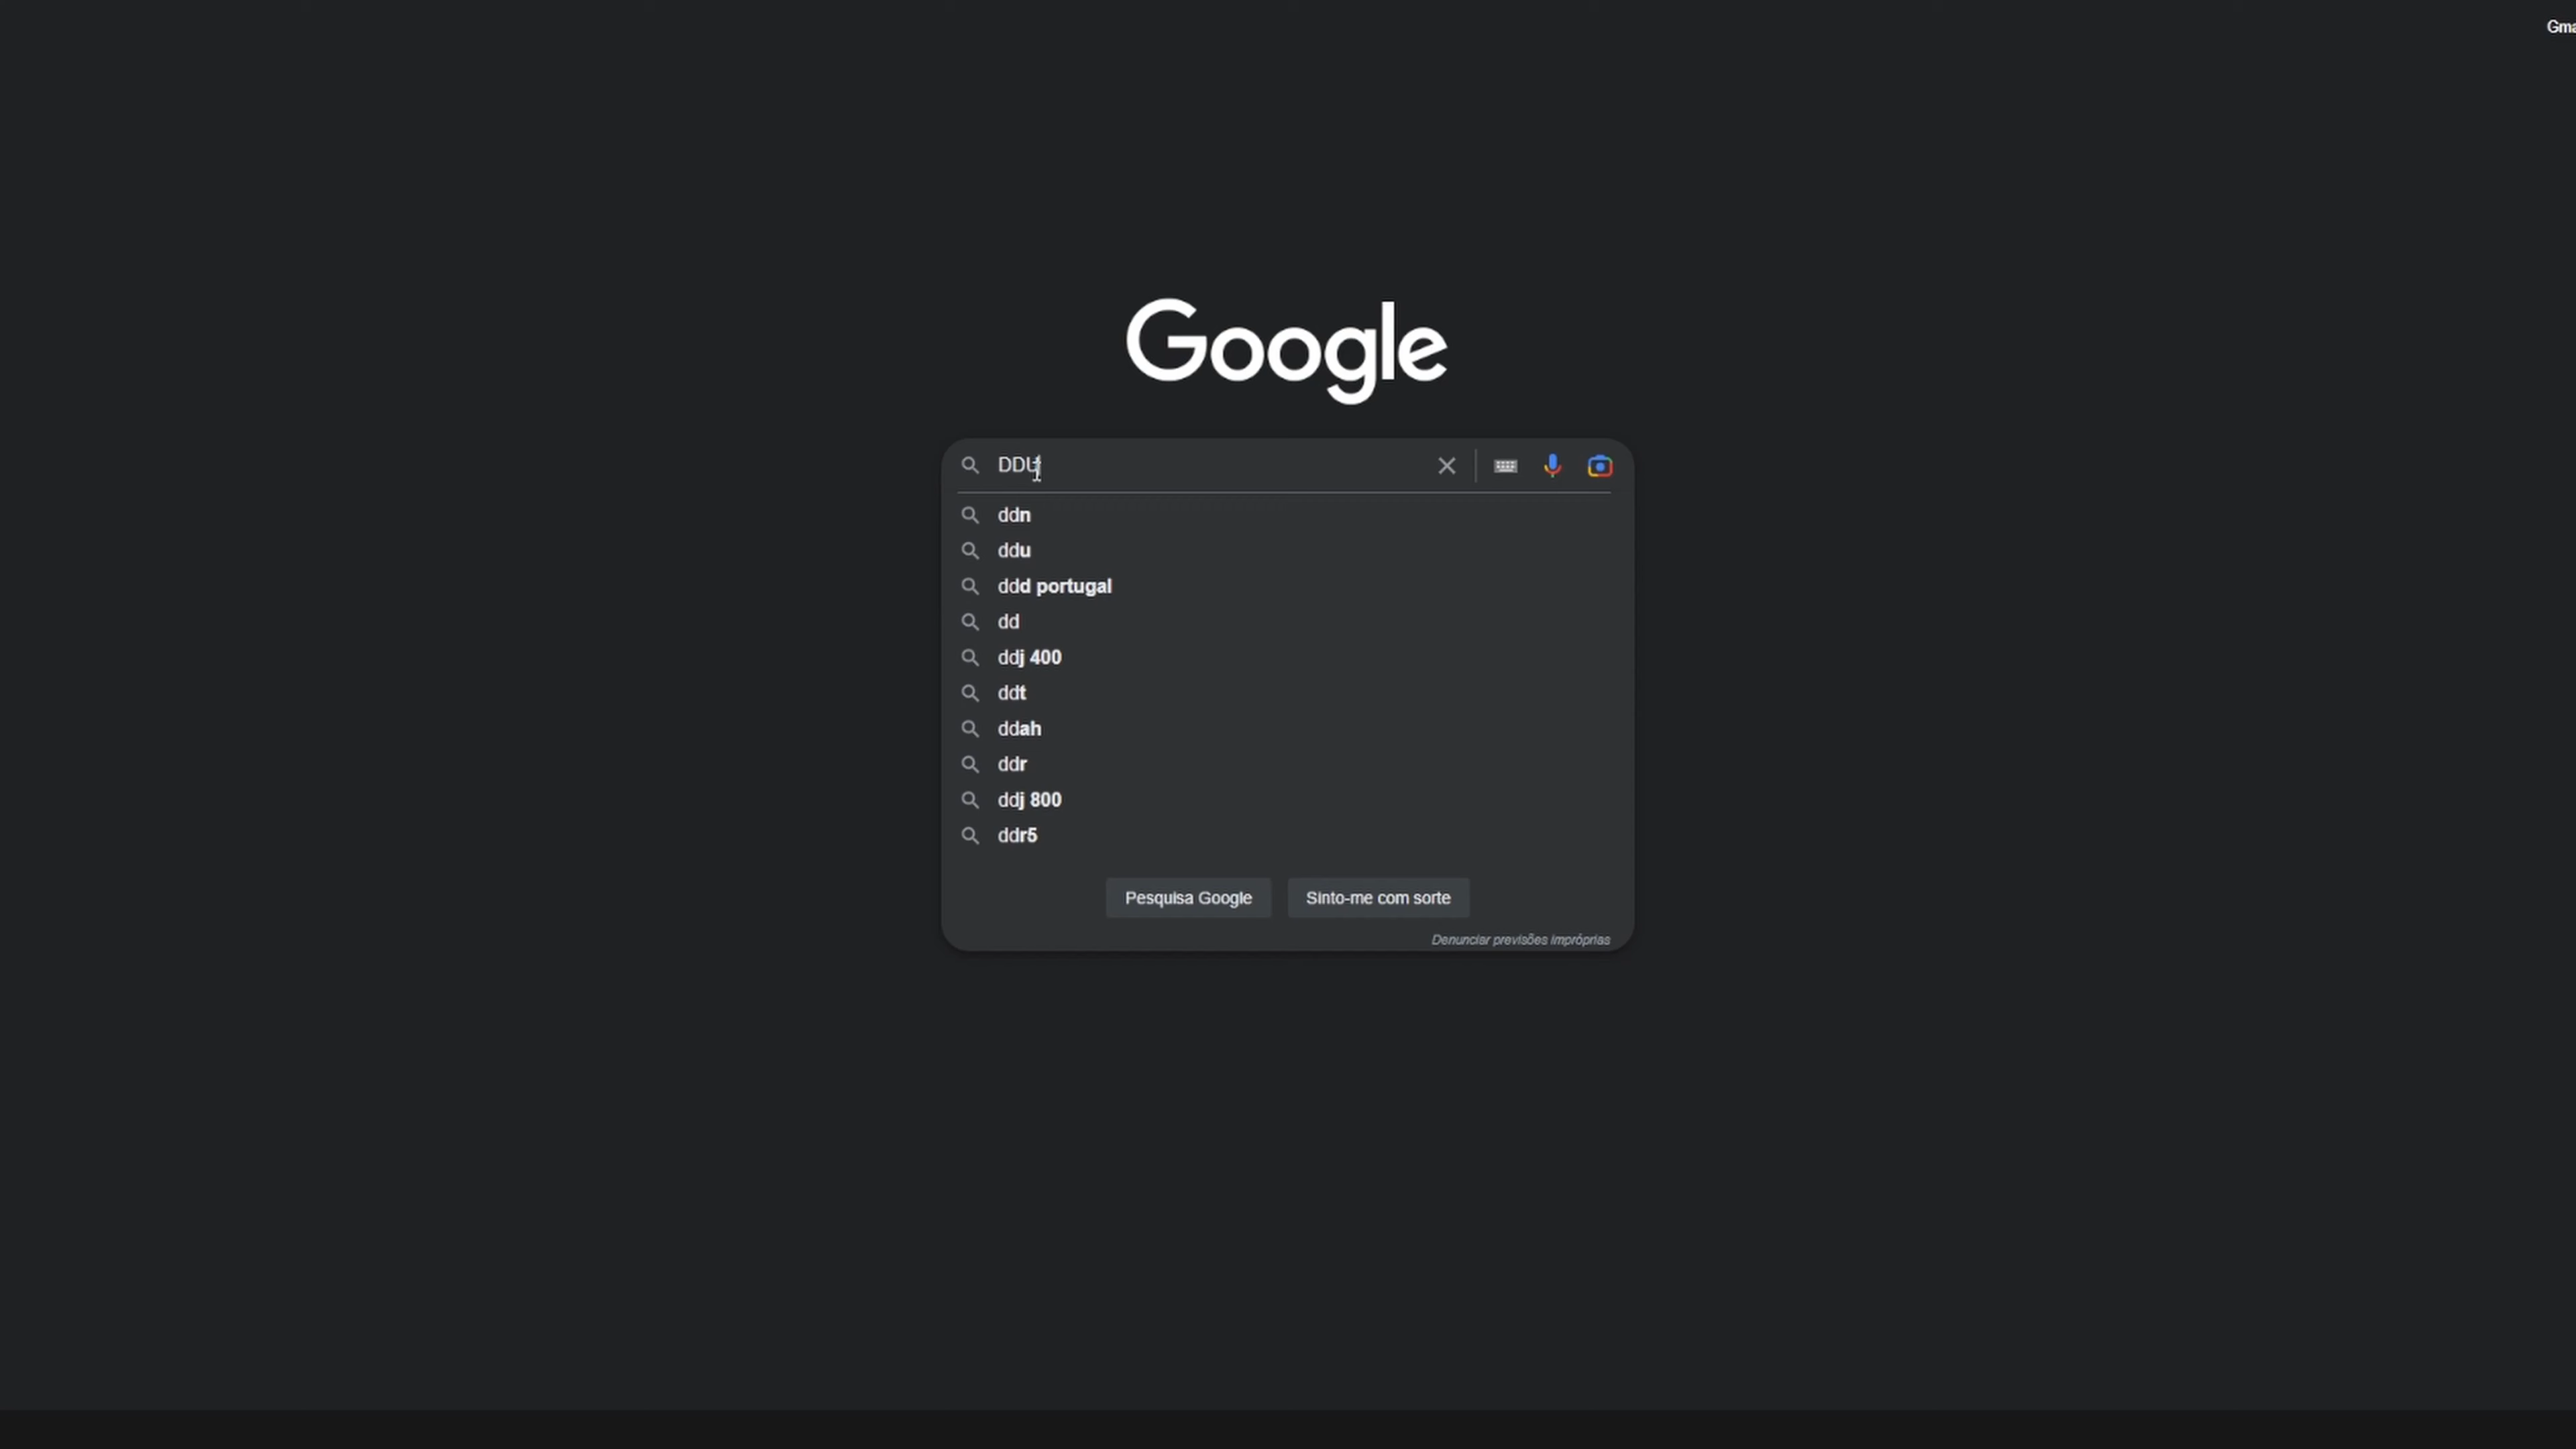 Gma
Google
DDU
ddn
ddu
ddd portugal
dd
ddj 400
ddt
ddah
ddr
ddj 800
ddr5
Pesquisa Google
Sinto-me com sorte
Denunciar previsões impróprias